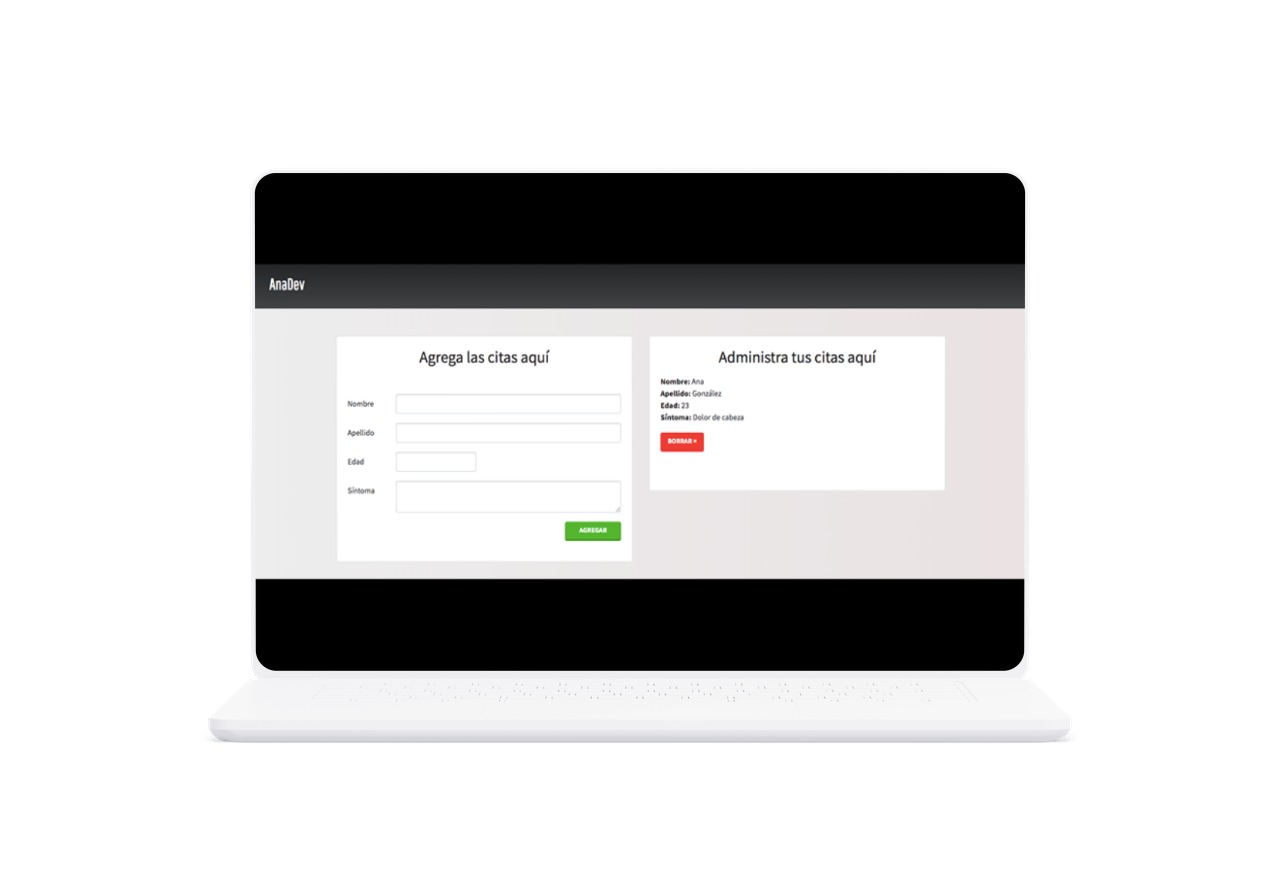 AnaDev
Agrega las citas aquí
Nombre
Apellido
Edad
Síntoma
AGREGAR
Administra tus citas aquí
Nombre: Ana
Apellido: González
Edad: 23
Síntoma: Dolor de cabeza
BORRAR ×